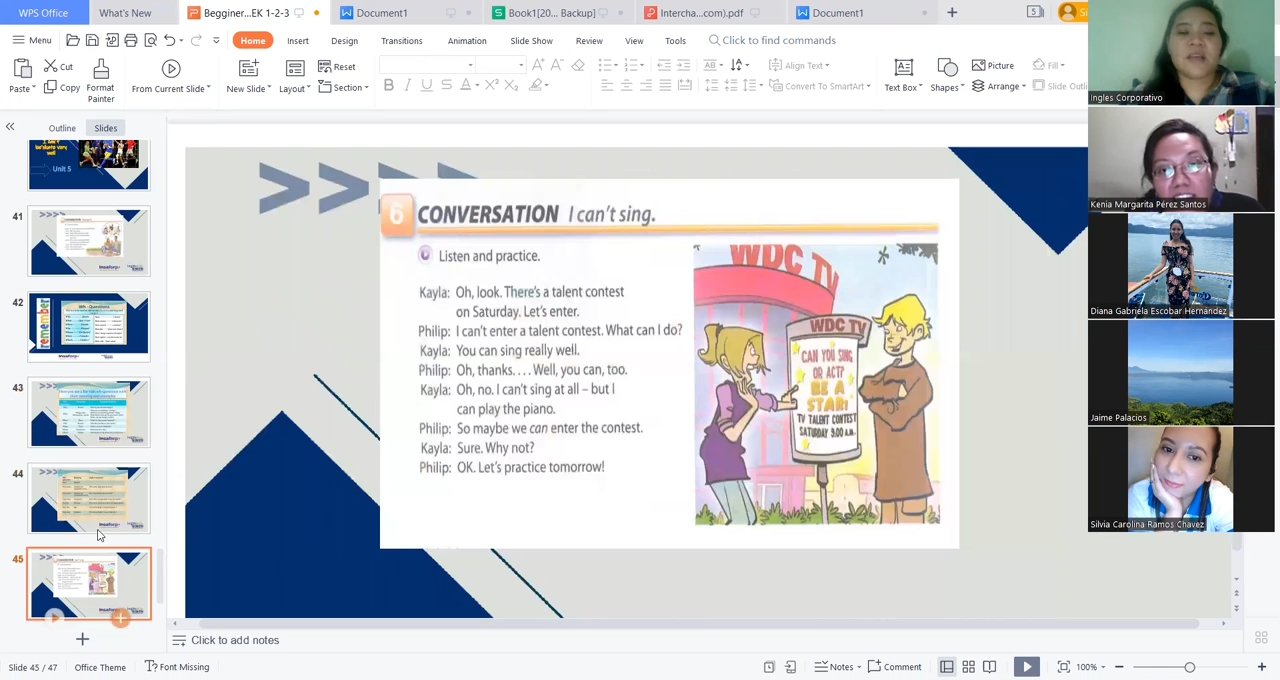 WPS Office
What's New
Begginer...EK 1-2-3
Document1
Book1[20... Backup]
Intercha...com).pdf
Document1
Menu
Home
Insert
Design
Transitions
Animation
Slide Show
Review
View
Tools
Click to find commands
Paste
Cut
Copy
Format
Painter
From Current Slide
New Slide
Layout
Reset
Section
Align Text
Convert To SmartArt
Text Box
Shapes
Picture
Arrange
Fill
Outline
Slides
Unit 5
41
42
remember
43
44
45
6 CONVERSATION I can't sing.
Listen and practice.
Kayla: Oh, look. There's a talent contest
on Saturday. Let's enter.
Philip: I can't enter a talent contest. What can I do?
Kayla: You can sing really well.
Philip: Oh, thanks. . . . Well, you can, too.
Kayla: Oh, no. I can't sing at all – but I
can play the piano.
Philip: So maybe we can enter the contest.
Kayla: Sure. Why not?
Philip: OK. Let's practice tomorrow!
WDC TV
WDC TV
CAN YOU SING
OR ACT?
BE A
STAR!
TV TALENT CONTEST
SATURDAY 9:00 A.M.
Ingles Corporativo
Kenia Margarita Pérez Santos
Diana Gabriela Escobar Hernández
Jaime Palacios
Silvia Carolina Ramos Chavez
Click to add notes
Slide 45 / 47
Office Theme
Font Missing
Notes
Comment
100%